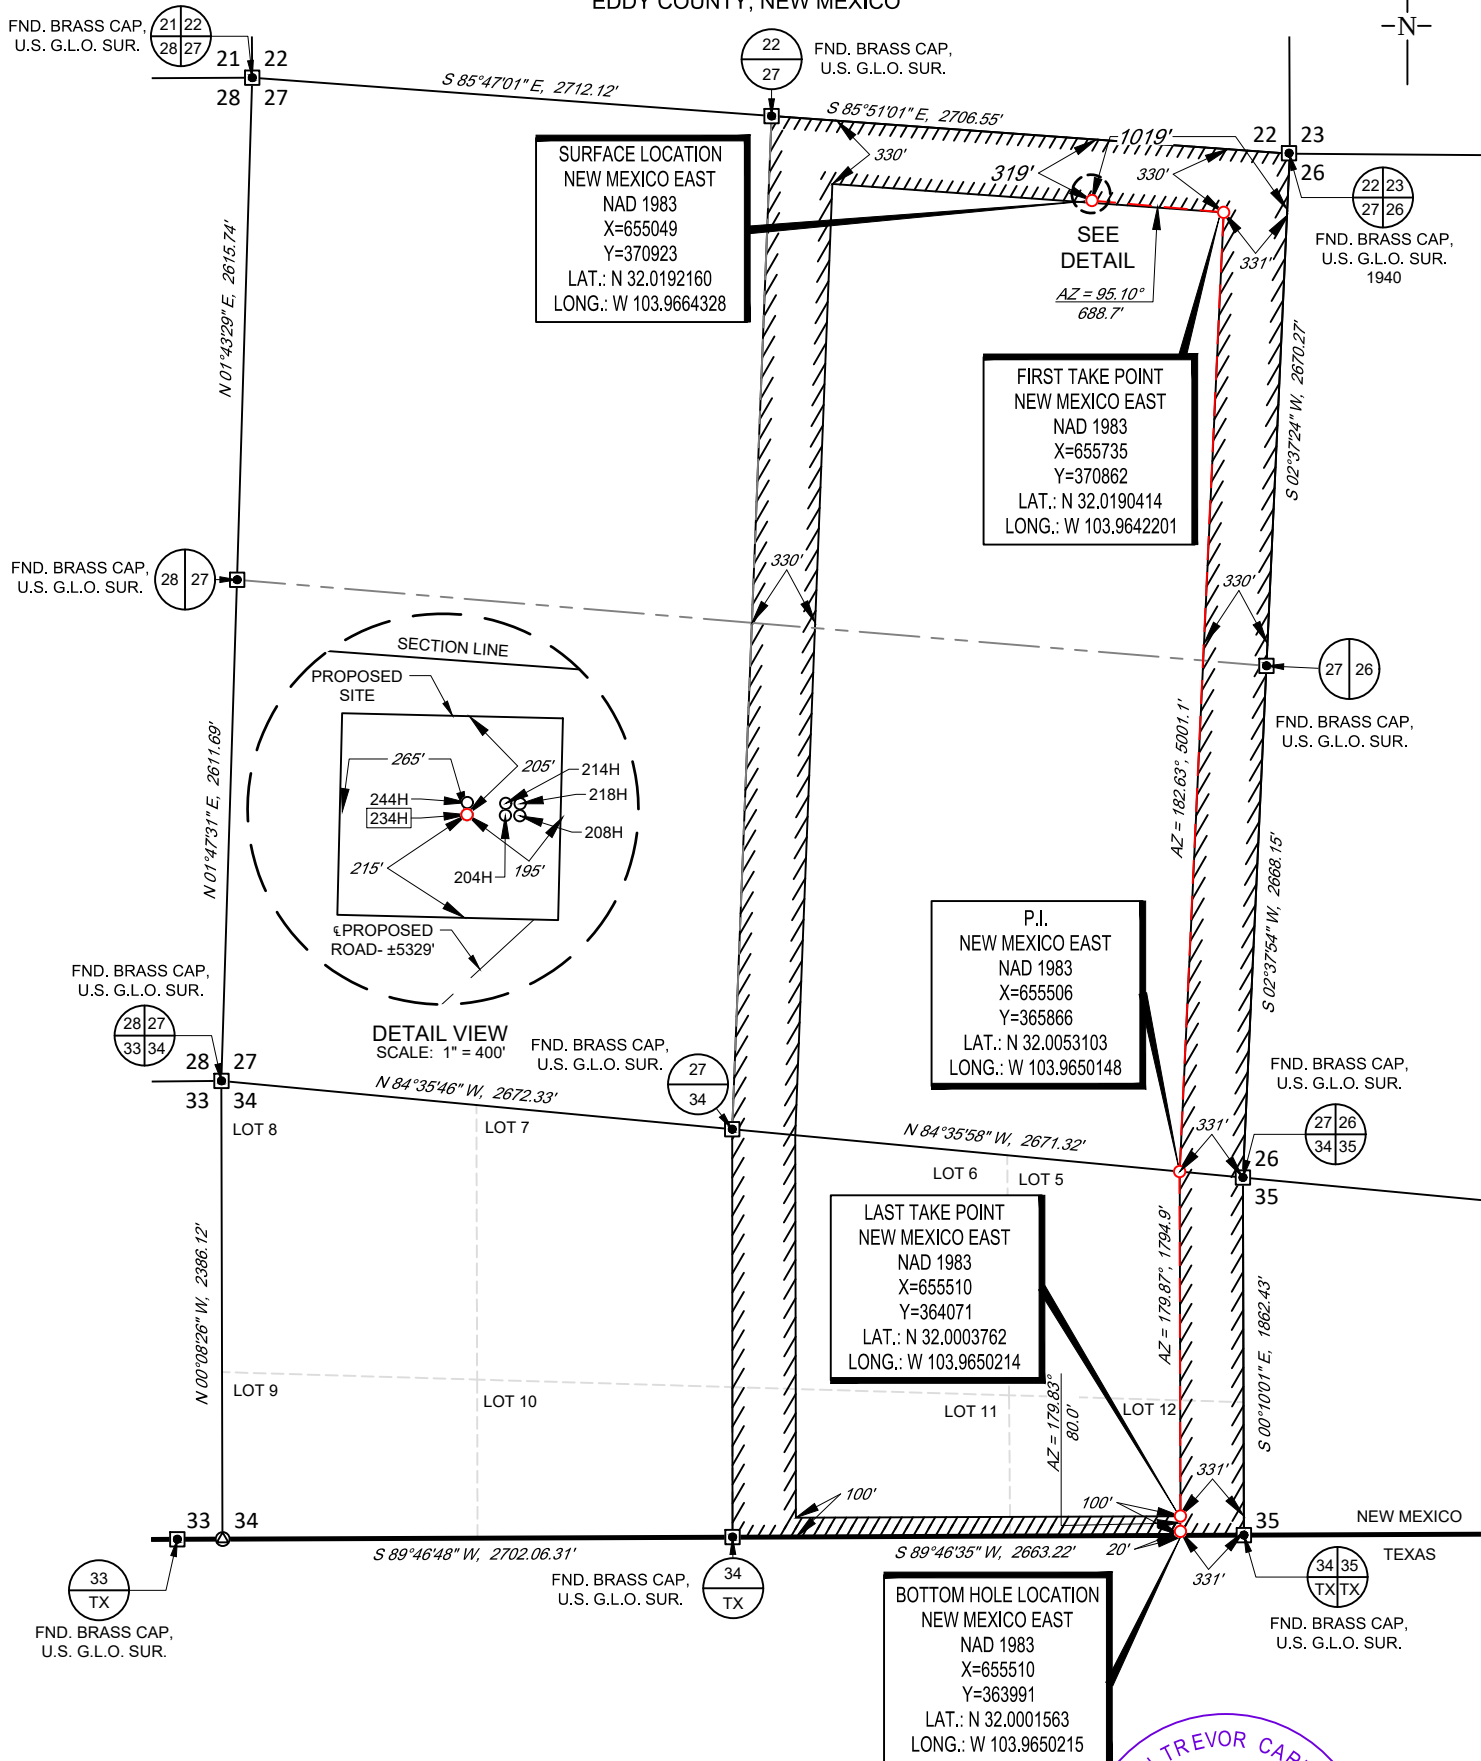 EDDY COUNTY, NEW MEXICO
-N-
FND. BRASS CAP,
U.S. G.L.O. SUR.
21 22
28 27
21 22
28 27
S 85°47'01" E, 2712.12'
22
27
FND. BRASS CAP,
U.S. G.L.O. SUR.
S 85°51'01" E, 2706.55'
1019'
22 23
26
22 23
27 26
FND. BRASS CAP,
U.S. G.L.O. SUR.
1940
330'
319'
330'
331'
SEE
DETAIL
AZ = 95.10°
688.7'
SURFACE LOCATION
NEW MEXICO EAST
NAD 1983
X=655049
Y=370923
LAT.: N 32.0192160
LONG.: W 103.9664328
N 01°43'29" E, 2615.74'
FIRST TAKE POINT
NEW MEXICO EAST
NAD 1983
X=655735
Y=370862
LAT.: N 32.0190414
LONG.: W 103.9642201
S 02°37'24" W, 2670.27'
FND. BRASS CAP,
U.S. G.L.O. SUR.
28 27
330'
330'
27 26
FND. BRASS CAP,
U.S. G.L.O. SUR.
SECTION LINE
PROPOSED
SITE
265'
205'
214H
218H
244H
234H
208H
215'
204H
195'
℄PROPOSED
ROAD- ±5329'
DETAIL VIEW
SCALE: 1" = 400'
N 01°47'31" E, 2611.69'
AZ = 182.63°, 5001.1'
S 02°37'54" W, 2668.15'
P.I.
NEW MEXICO EAST
NAD 1983
X=655506
Y=365866
LAT.: N 32.0053103
LONG.: W 103.9650148
FND. BRASS CAP,
U.S. G.L.O. SUR.
28 27
33 34
28 27
33 34
N 84°35'46" W, 2672.33'
FND. BRASS CAP,
U.S. G.L.O. SUR.
27
34
N 84°35'58" W, 2671.32'
331'
FND. BRASS CAP,
U.S. G.L.O. SUR.
27 26
34 35
26
35
LOT 8
LOT 7
LOT 6
LOT 5
LAST TAKE POINT
NEW MEXICO EAST
NAD 1983
X=655510
Y=364071
LAT.: N 32.0003762
LONG.: W 103.9650214
N 00°08'26" W, 2386.12'
AZ = 179.87°, 1794.9'
S 00°10'01" E, 1862.43'
LOT 9
LOT 10
LOT 11
LOT 12
AZ = 179.83°
80.0'
100'
100'
331'
33 34
35
NEW MEXICO
TEXAS
S 89°46'48" W, 2702.06.31'
S 89°46'35" W, 2663.22'
20'
331'
33
TX
FND. BRASS CAP,
U.S. G.L.O. SUR.
FND. BRASS CAP,
U.S. G.L.O. SUR.
34
TX
34 35
TX TX
FND. BRASS CAP,
U.S. G.L.O. SUR.
BOTTOM HOLE LOCATION
NEW MEXICO EAST
NAD 1983
X=655510
Y=363991
LAT.: N 32.0001563
LONG.: W 103.9650215
TREVOR